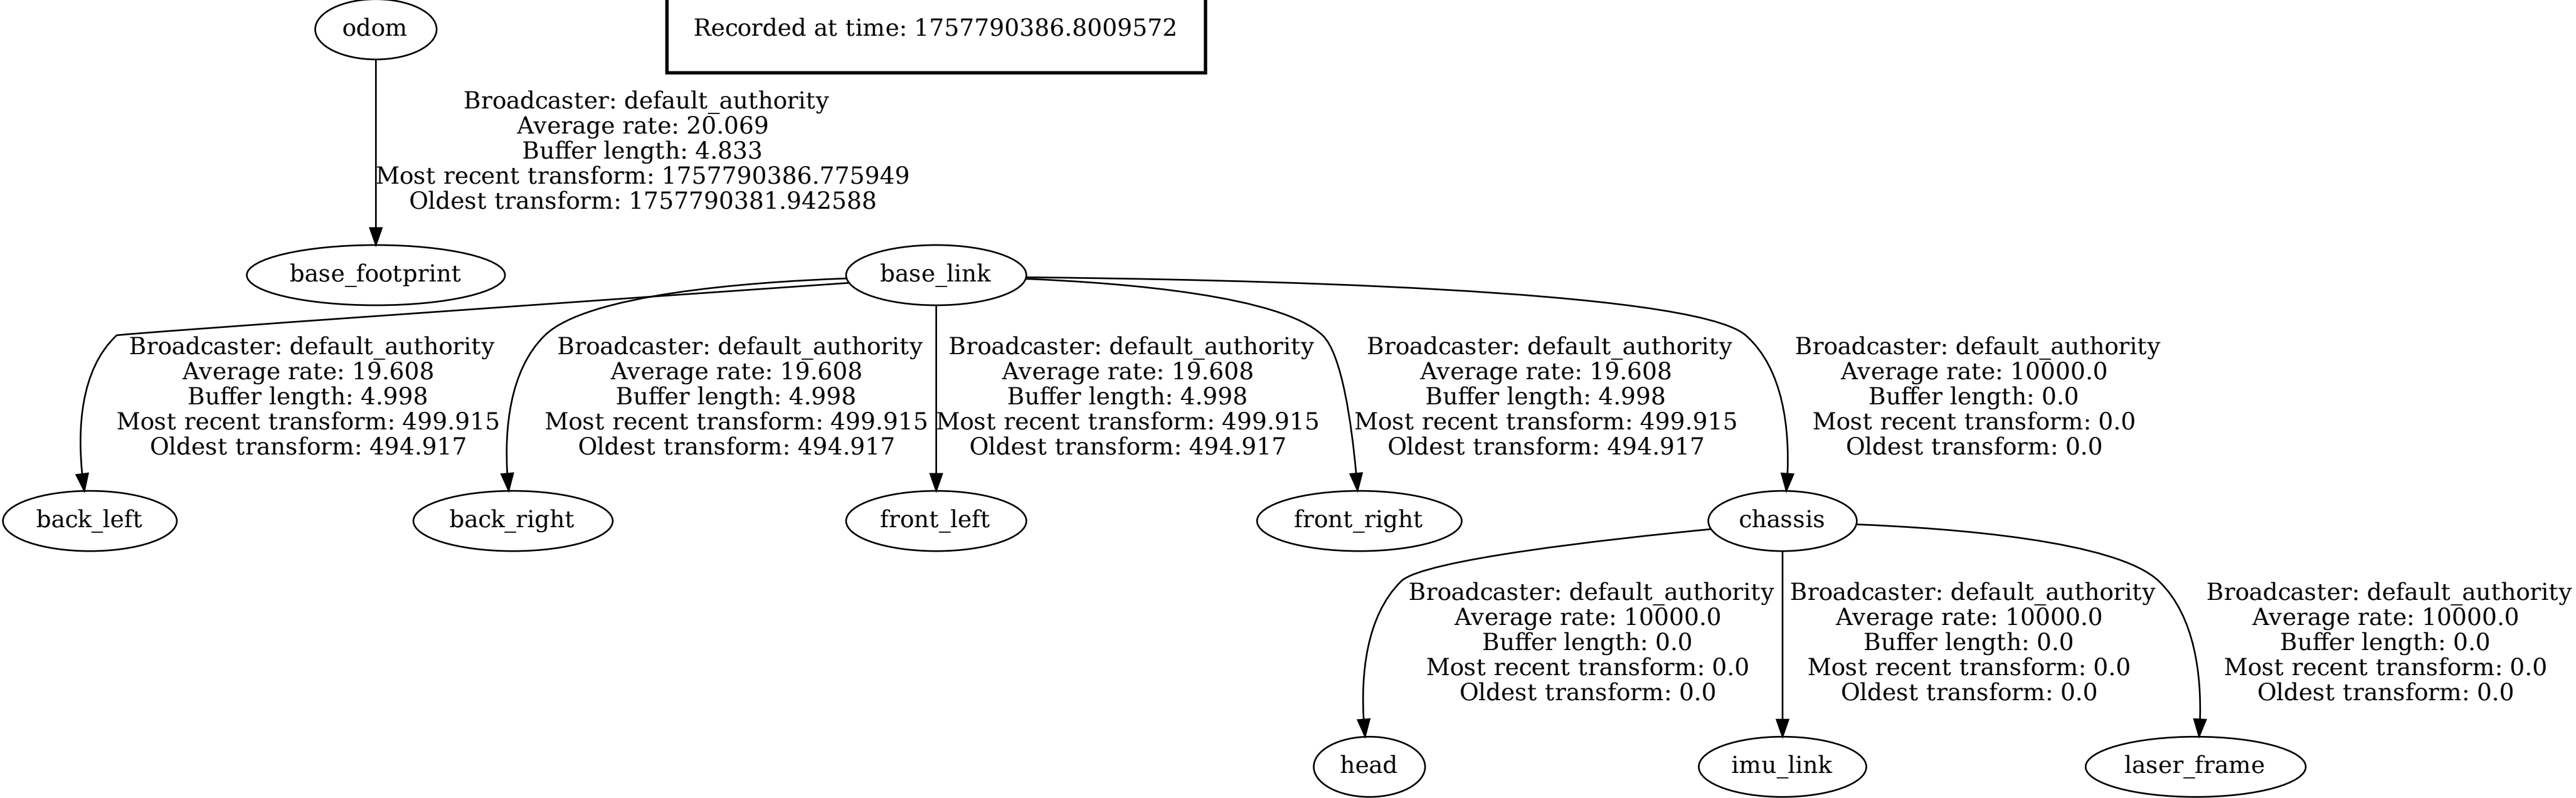 odom
Recorded at time: 1757790386.8009572
Broadcaster: default_authority
Average rate: 20.069
Buffer length: 4.833
Most recent transform: 1757790386.775949
Oldest transform: 1757790381.942588
base_footprint
base_link
Broadcaster: default_authority
Average rate: 19.608
Buffer length: 4.998
Most recent transform: 499.915
Oldest transform: 494.917
Broadcaster: default_authority
Average rate: 19.608
Buffer length: 4.998
Most recent transform: 499.915
Oldest transform: 494.917
Broadcaster: default_authority
Average rate: 19.608
Buffer length: 4.998
Most recent transform: 499.915
Oldest transform: 494.917
Broadcaster: default_authority
Average rate: 19.608
Buffer length: 4.998
Most recent transform: 499.915
Oldest transform: 494.917
Broadcaster: default_authority
Average rate: 10000.0
Buffer length: 0.0
Most recent transform: 0.0
Oldest transform: 0.0
back_left
back_right
front_left
front_right
chassis
Broadcaster: default_authority
Average rate: 10000.0
Buffer length: 0.0
Most recent transform: 0.0
Oldest transform: 0.0
Broadcaster: default_authority
Average rate: 10000.0
Buffer length: 0.0
Most recent transform: 0.0
Oldest transform: 0.0
Broadcaster: default_authority
Average rate: 10000.0
Buffer length: 0.0
Most recent transform: 0.0
Oldest transform: 0.0
head
imu_link
laser_frame